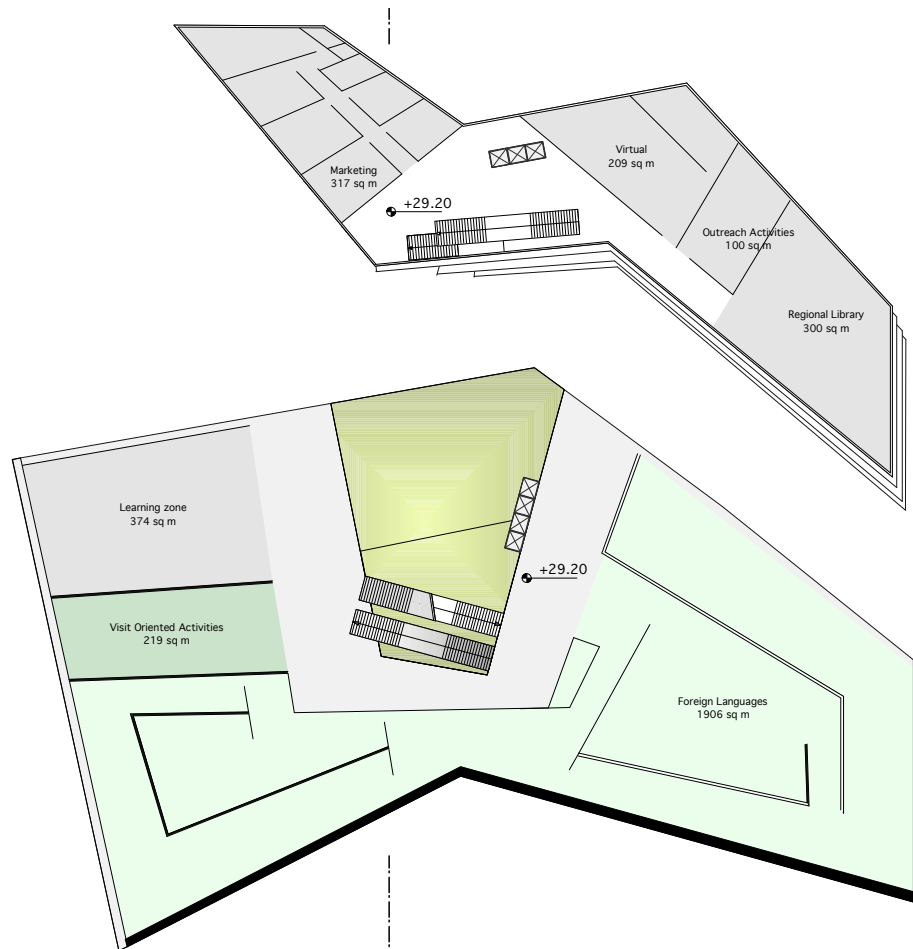 Marketing
317 sq m
Virtual
209 sq m
+29.20
Outreach Activities
100 sq m
Regional Library
300 sq m
Learning zone
374 sq m
+29.20
Visit Oriented Activities
219 sq m
Foreign Languages
1906 sq m